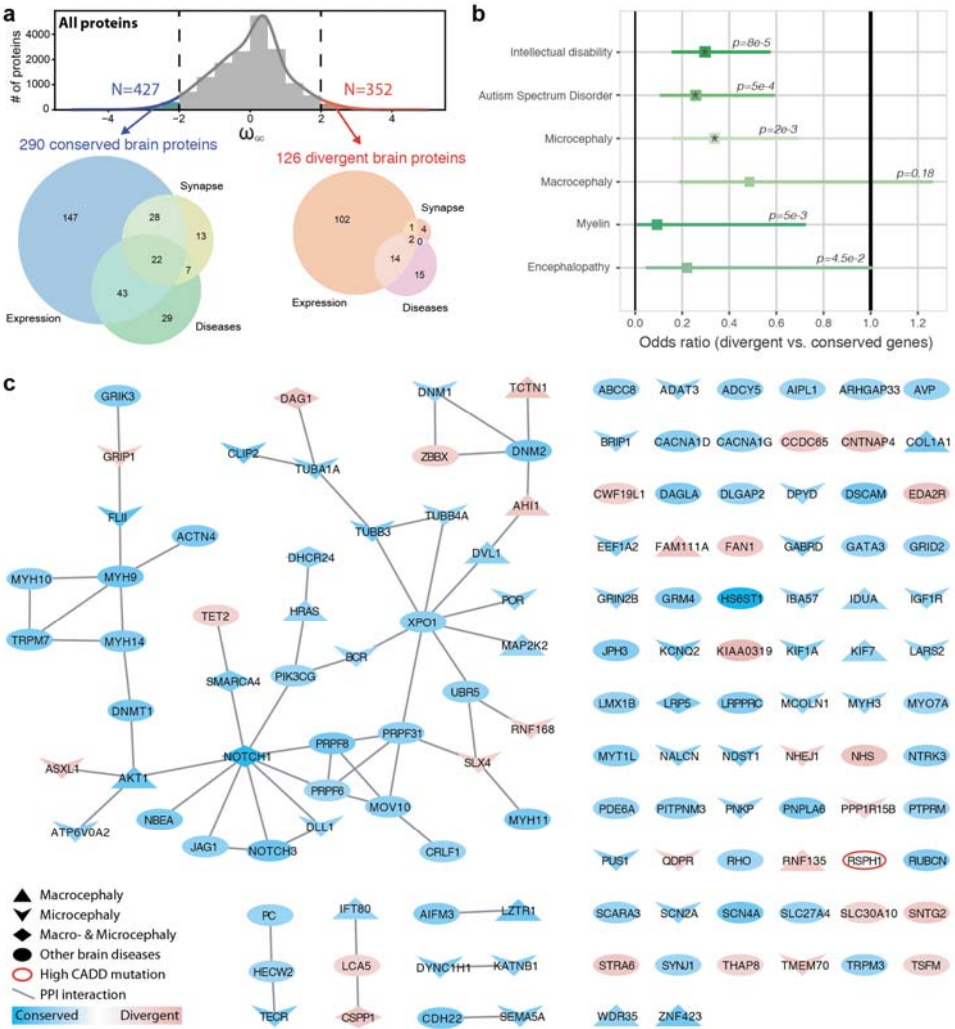 a
All proteins
# of proteins
4000
3000
2000
1000
0
N=427
N=352
−4
−2
0
2
4
ωGC
290 conserved brain proteins
126 divergent brain proteins
Synapse
147
28
13
22
7
43
29
Expression
Diseases
Synapse
102
1
4
2
0
14
15
Expression
Diseases
b
Intellectual disability
p=8e-5
Autism Spectrum Disorder
p=5e-4
Microcephaly
p=2e-3
Macrocephaly
p=0.18
Myelin
p=5e-3
Encephalopathy
p=4.5e-2
0.0 0.2 0.4 0.6 0.8 1.0 1.2
Odds ratio (divergent vs. conserved genes)
c
GRIK3
GRIP1
FLII
ACTN4
MYH10
MYH9
TRPM7
MYH14
DNMT1
ASXL1
AKT1
ATP6V0A2
DAG1
CLIP2
TUBA1A
TUBB3
TUBB4A
DHCR24
HRAS
TET2
SMARCA4
PIK3CG
BCR
NOTCH1
NBEA
JAG1
NOTCH3
DLL1
PRPF8
PRPF6
PRPF31
MOV10
CRLF1
DNM1
TCTN1
ZBBX
DNM2
AHI1
DVL1
POR
XPO1
MAP2K2
UBR5
RNF168
SLX4
MYH11
ABCC8 ADAT3 ADCY5 AIPL1 ARHGAP33 AVP
BRIP1 CACNA1D CACNA1G CCDC65 CNTNAP4 COL1A1
CWF19L1 DAGLA DLGAP2 DPYD DSCAM EDA2R
EEF1A2 FAM111A FAN1 GABRD GATA3 GRID2
GRIN2B GRM4 HS6ST1 IBA57 IDUA IGF1R
JPH3 KCNQ2 KIAA0319 KIF1A KIF7 LARS2
LMX1B LRP5 LRPPRC MCOLN1 MYH3 MYO7A
MYT1L NALCN NDST1 NHEJ1 NHS NTRK3
PDE6A PITPNM3 PNKP PNPLA6 PPP1R15B PTPRM
PUS1 QDPR RHO RNF135 RSPH1 RUBCN
SCARA3 SCN2A SCN4A SLC27A4 SLC30A10 SNTG2
STRA6 SYNJ1 THAP8 TMEM70 TRPM3 TSFM
WDR35 ZNF423
PC
HECW2
TECR
IFT80
LCA5
CSPP1
AIFM3
LZTR1
DYNC1H1
KATNB1
CDH22
SEMA5A
Macrocephaly
Microcephaly
Macro- & Microcephaly
Other brain diseases
High CADD mutation
PPI interaction
Conserved Divergent